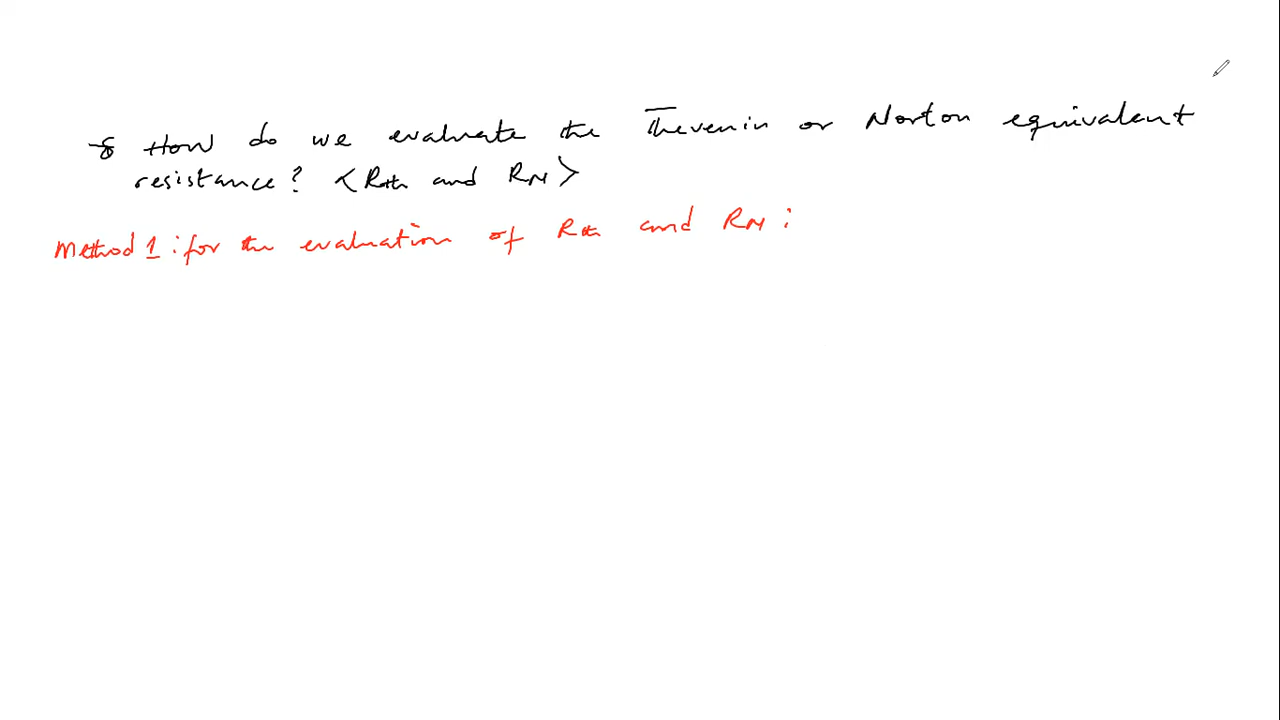 How do we evaluate the Thevenin or Norton equivalent
resistance? <Rth and RN>
Method 1: for the evaluation of Rth and RN: